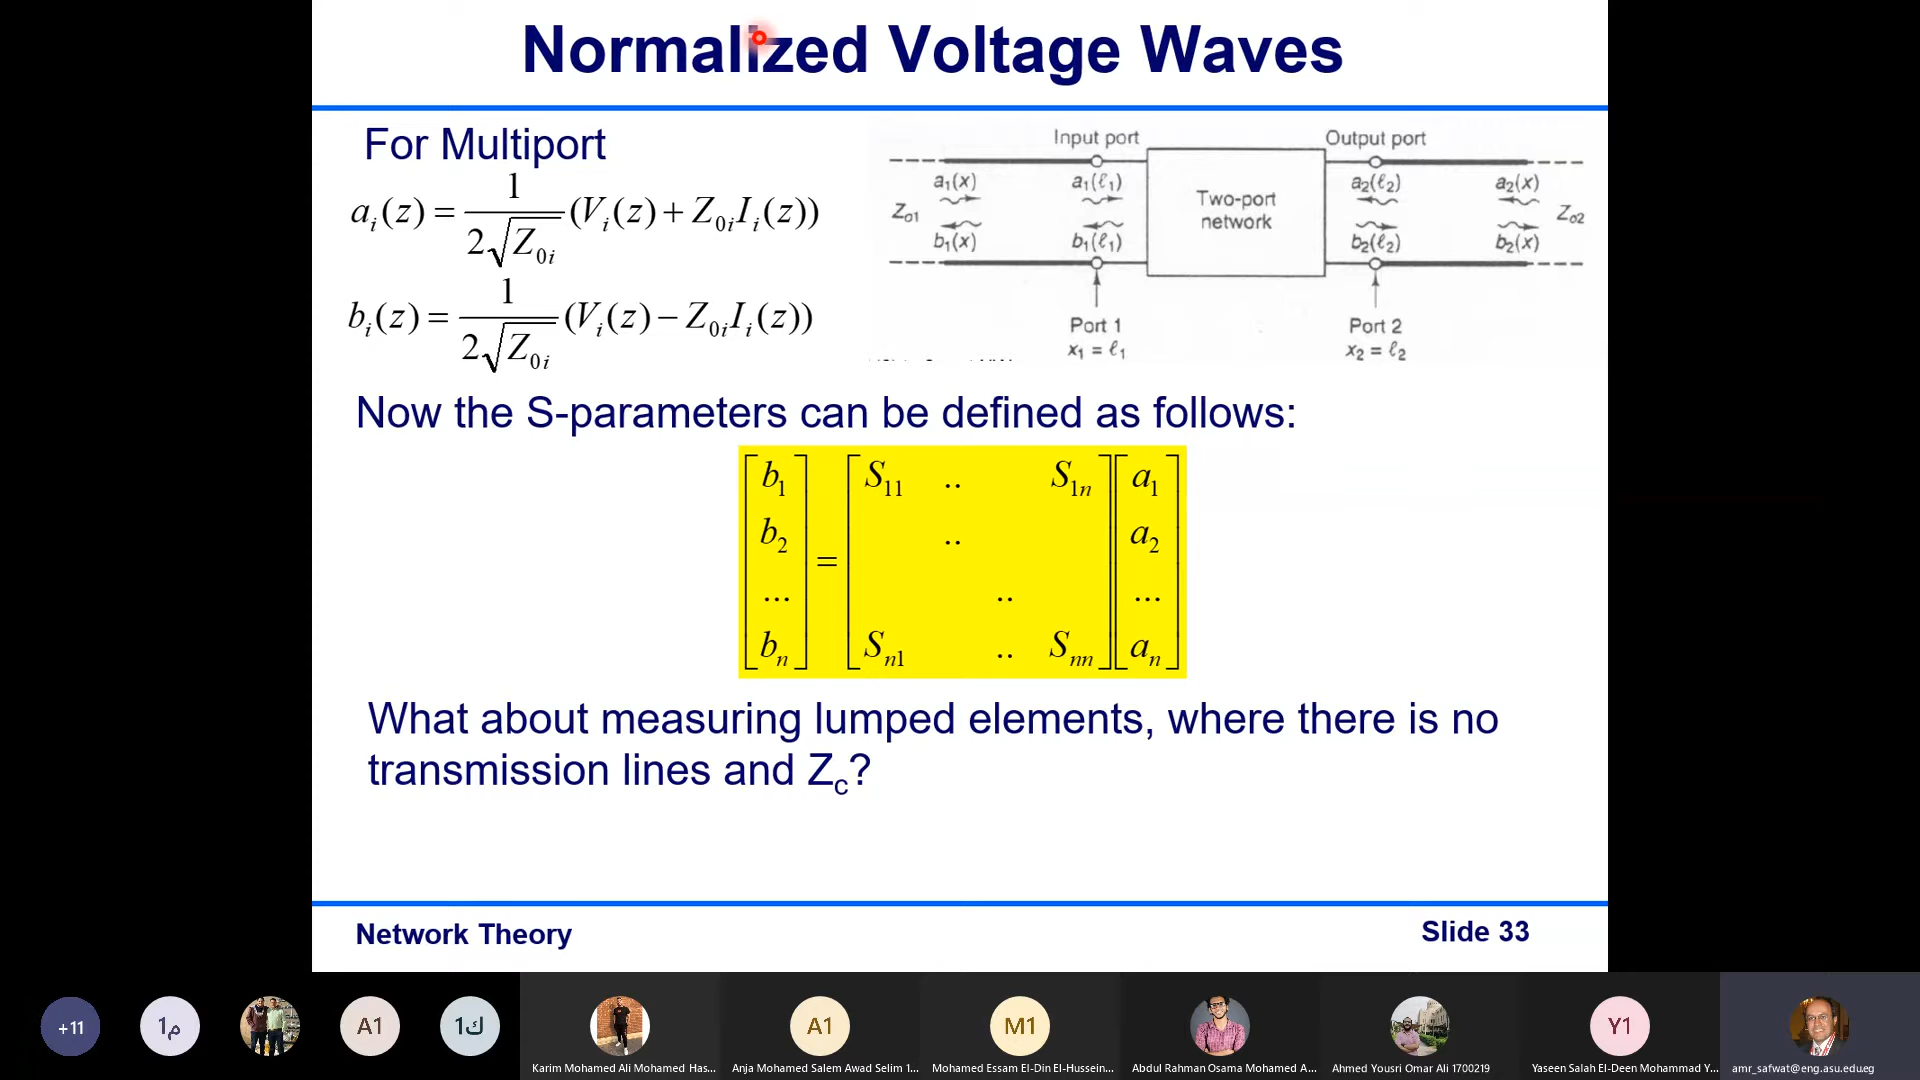 Normalized Voltage Waves
For Multiport
a_i(z) = 1/(2√Z_0i) (V_i(z) + Z_0i I_i(z))
b_i(z) = 1/(2√Z_0i) (V_i(z) − Z_0i I_i(z))
Input port Output port
a₁(x) a₁(ℓ₁) Two-port a₂(ℓ₂) a₂(x)
Z_o1 network Z_o2
b₁(x) b₁(ℓ₁) b₂(ℓ₂) b₂(x)
Port 1 Port 2
x₁ = ℓ₁ x₂ = ℓ₂
Now the S-parameters can be defined as follows:
b₁ S₁₁ .. S₁ₙ a₁
b₂ .. a₂
=
... .. ...
bₙ Sₙ₁ .. Sₙₙ aₙ
What about measuring lumped elements, where there is no
transmission lines and Z_c?
Network Theory Slide 33
+11 م1 A1 ك1 A1 M1 Y1
Karim Mohamed Ali Mohamed Has... Anja Mohamed Salem Awad Selim 1... Mohamed Essam El-Din El-Hussein... Abdul Rahman Osama Mohamed A... Ahmed Yousri Omar Ali 1700219 Yaseen Salah El-Deen Mohammad Y... amr_safwat@eng.asu.edu.eg